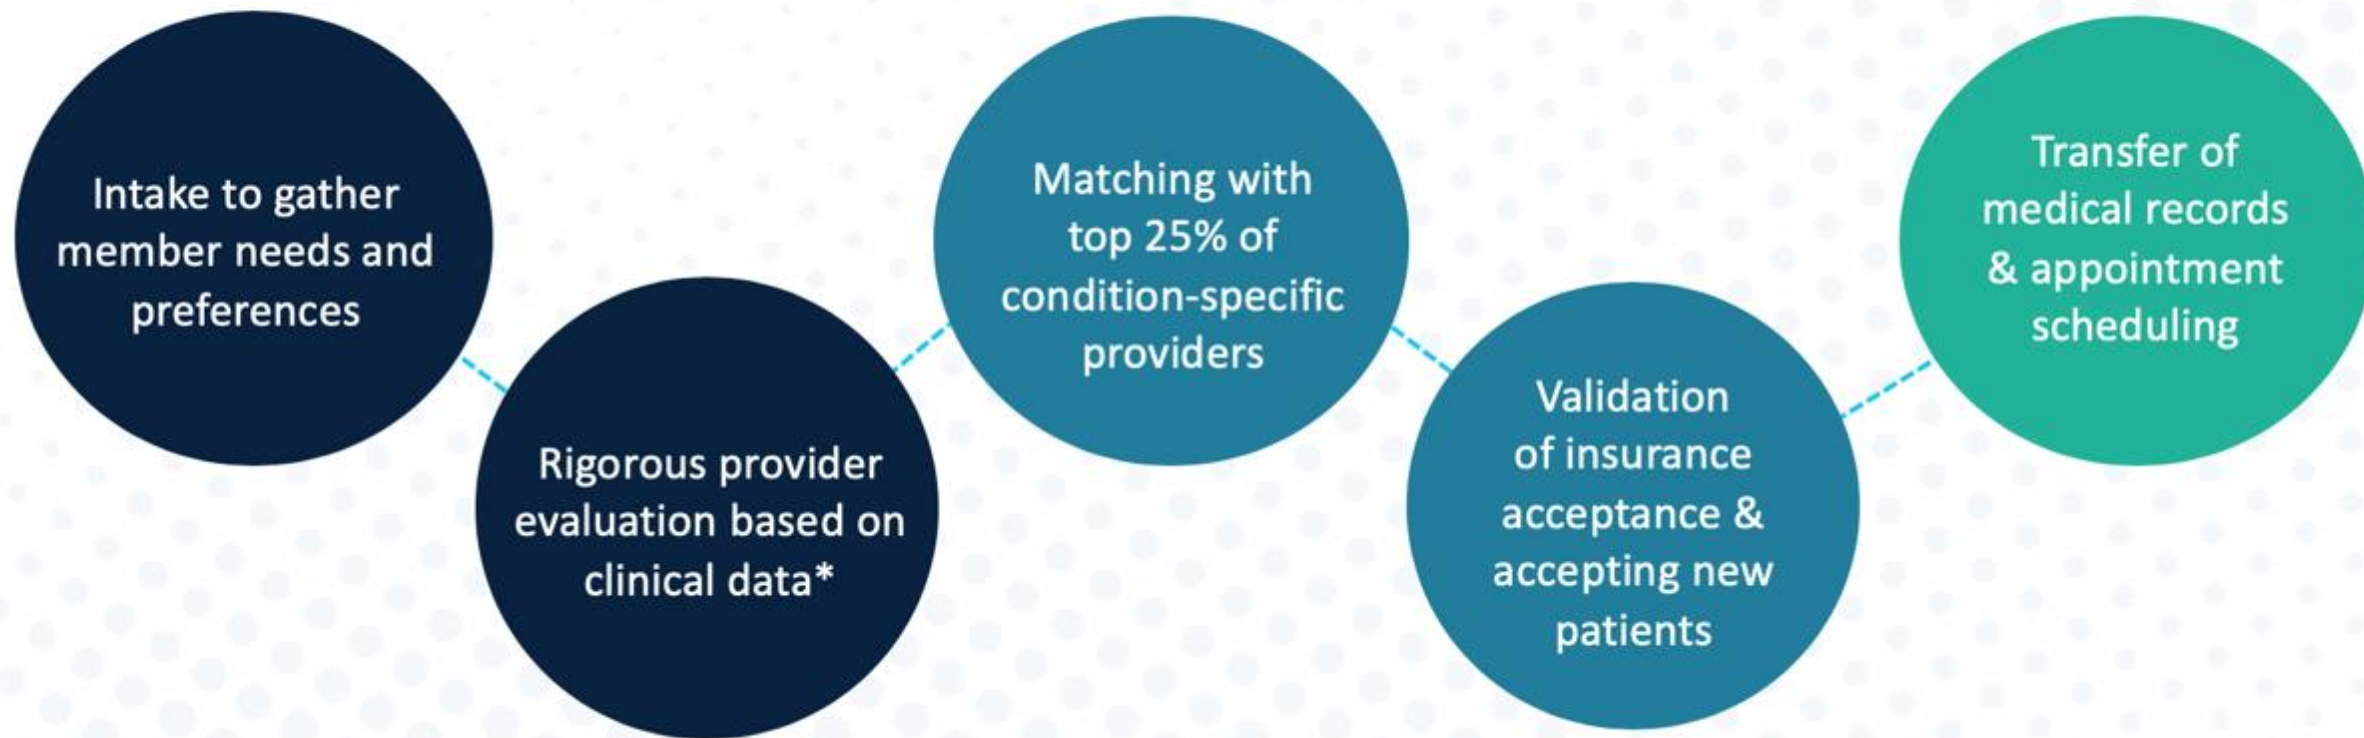 Intake to gather
member needs and
preferences
Rigorous provider
evaluation based on
clinical data*
Matching with
top 25% of
condition-specific
providers
Validation
of insurance
acceptance &
accepting new
patients
Transfer of
medical records
& appointment
scheduling